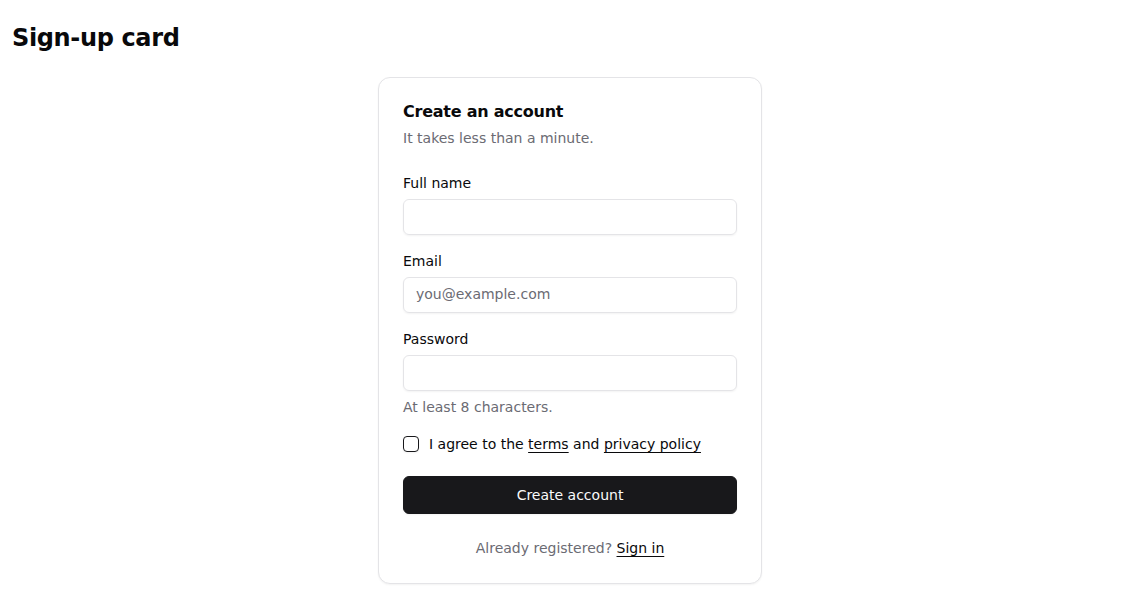 Sign-up card
Create an account
It takes less than a minute.
Full name
Email
you@example.com
Password
At least 8 characters.
I agree to the terms and privacy policy
Create account
Already registered? Sign in